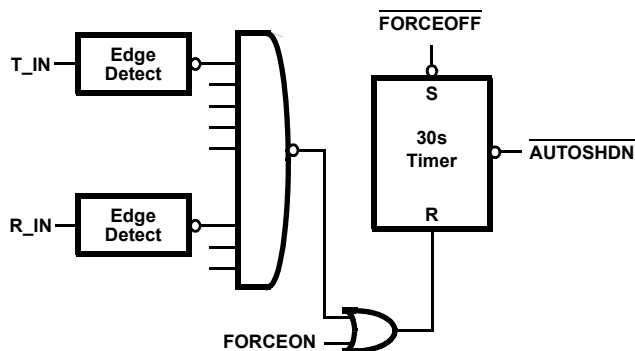 FORCEOFF
T_IN
Edge
Detect
S
30s
Timer
AUTOSHDN
R
R_IN
Edge
Detect
FORCEON